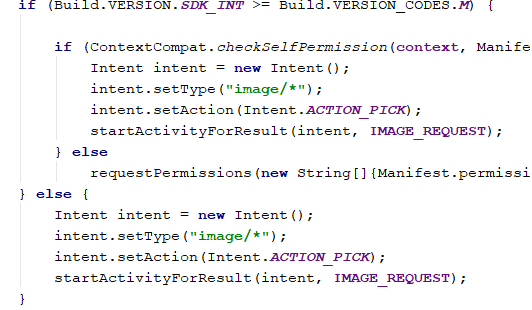 if (Build.VERSION.SDK_INT >= Build.VERSION_CODES.M) {
if (ContextCompat.checkSelfPermission(context, Manife
Intent intent = new Intent();
intent.setType("image/*");
intent.setAction(Intent.ACTION_PICK);
startActivityForResult(intent, IMAGE_REQUEST);
} else
requestPermissions(new String[]{Manifest.permissi
} else {
Intent intent = new Intent();
intent.setType("image/*");
intent.setAction(Intent.ACTION_PICK);
startActivityForResult(intent, IMAGE_REQUEST);
}